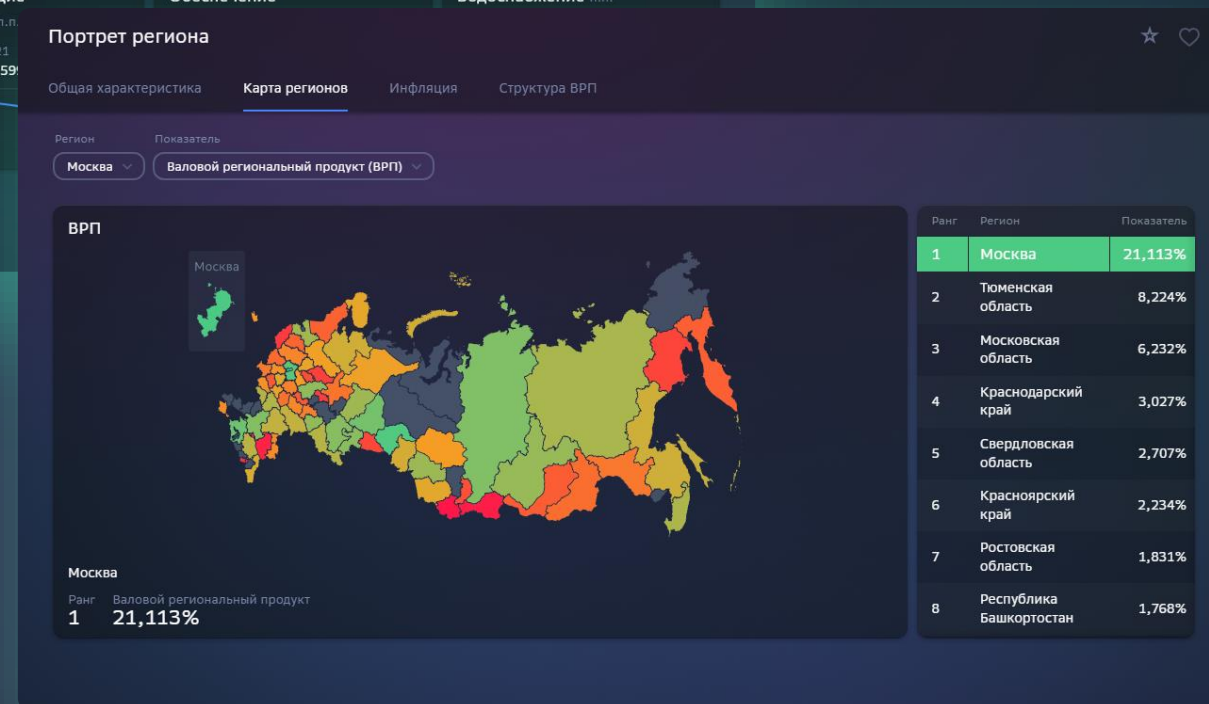 Портрет региона
Общая характеристика Карта регионов Инфляция Структура ВРП
Регион Показатель
Москва Валовой региональный продукт (ВРП)
ВРП
Москва
Москва
Ранг Валовой региональный продукт
1 21,113%
Ранг Регион Показатель
1 Москва 21,113%
2 Тюменская
область 8,224%
3 Московская
область 6,232%
4 Краснодарский
край 3,027%
5 Свердловская
область 2,707%
6 Красноярский
край 2,234%
7 Ростовская
область 1,831%
8 Республика
Башкортостан 1,768%